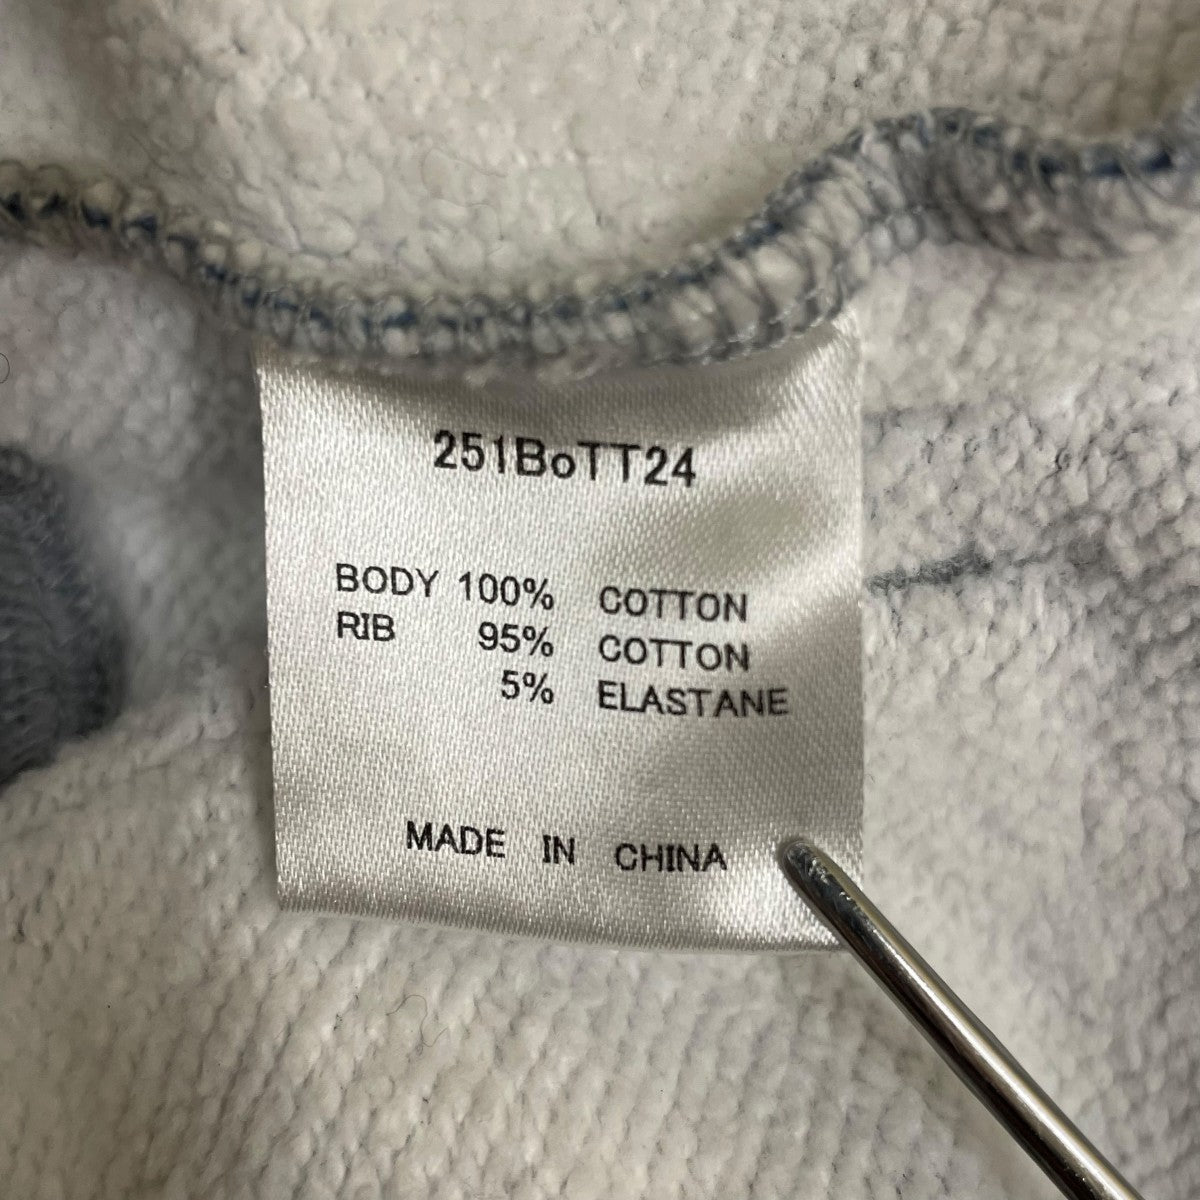 251BoTT24
BODY 100% COTTON
RIB 95% COTTON
5% ELASTANE
MADE IN CHINA